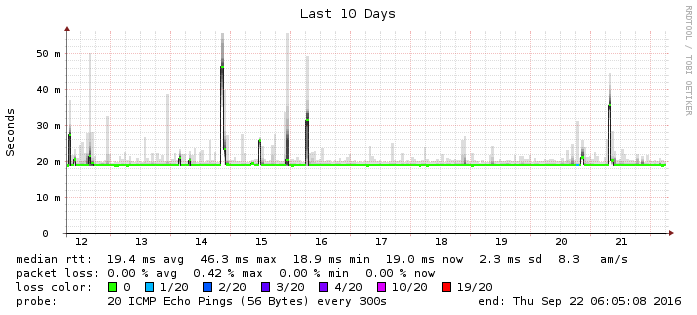 Last 10 Days
RRDTOOL / TOBI OETIKER
Seconds
50 m
40 m
30 m
20 m
10 m
0
12 13 14 15 16 17 18 19 20 21
median rtt: 19.4 ms avg 46.3 ms max 18.9 ms min 19.0 ms now 2.3 ms sd 8.3 am/s
packet loss: 0.00 % avg 0.42 % max 0.00 % min 0.00 % now
loss color: 0 1/20 2/20 3/20 4/20 10/20 19/20
probe: 20 ICMP Echo Pings (56 Bytes) every 300s end: Thu Sep 22 06:05:08 2016